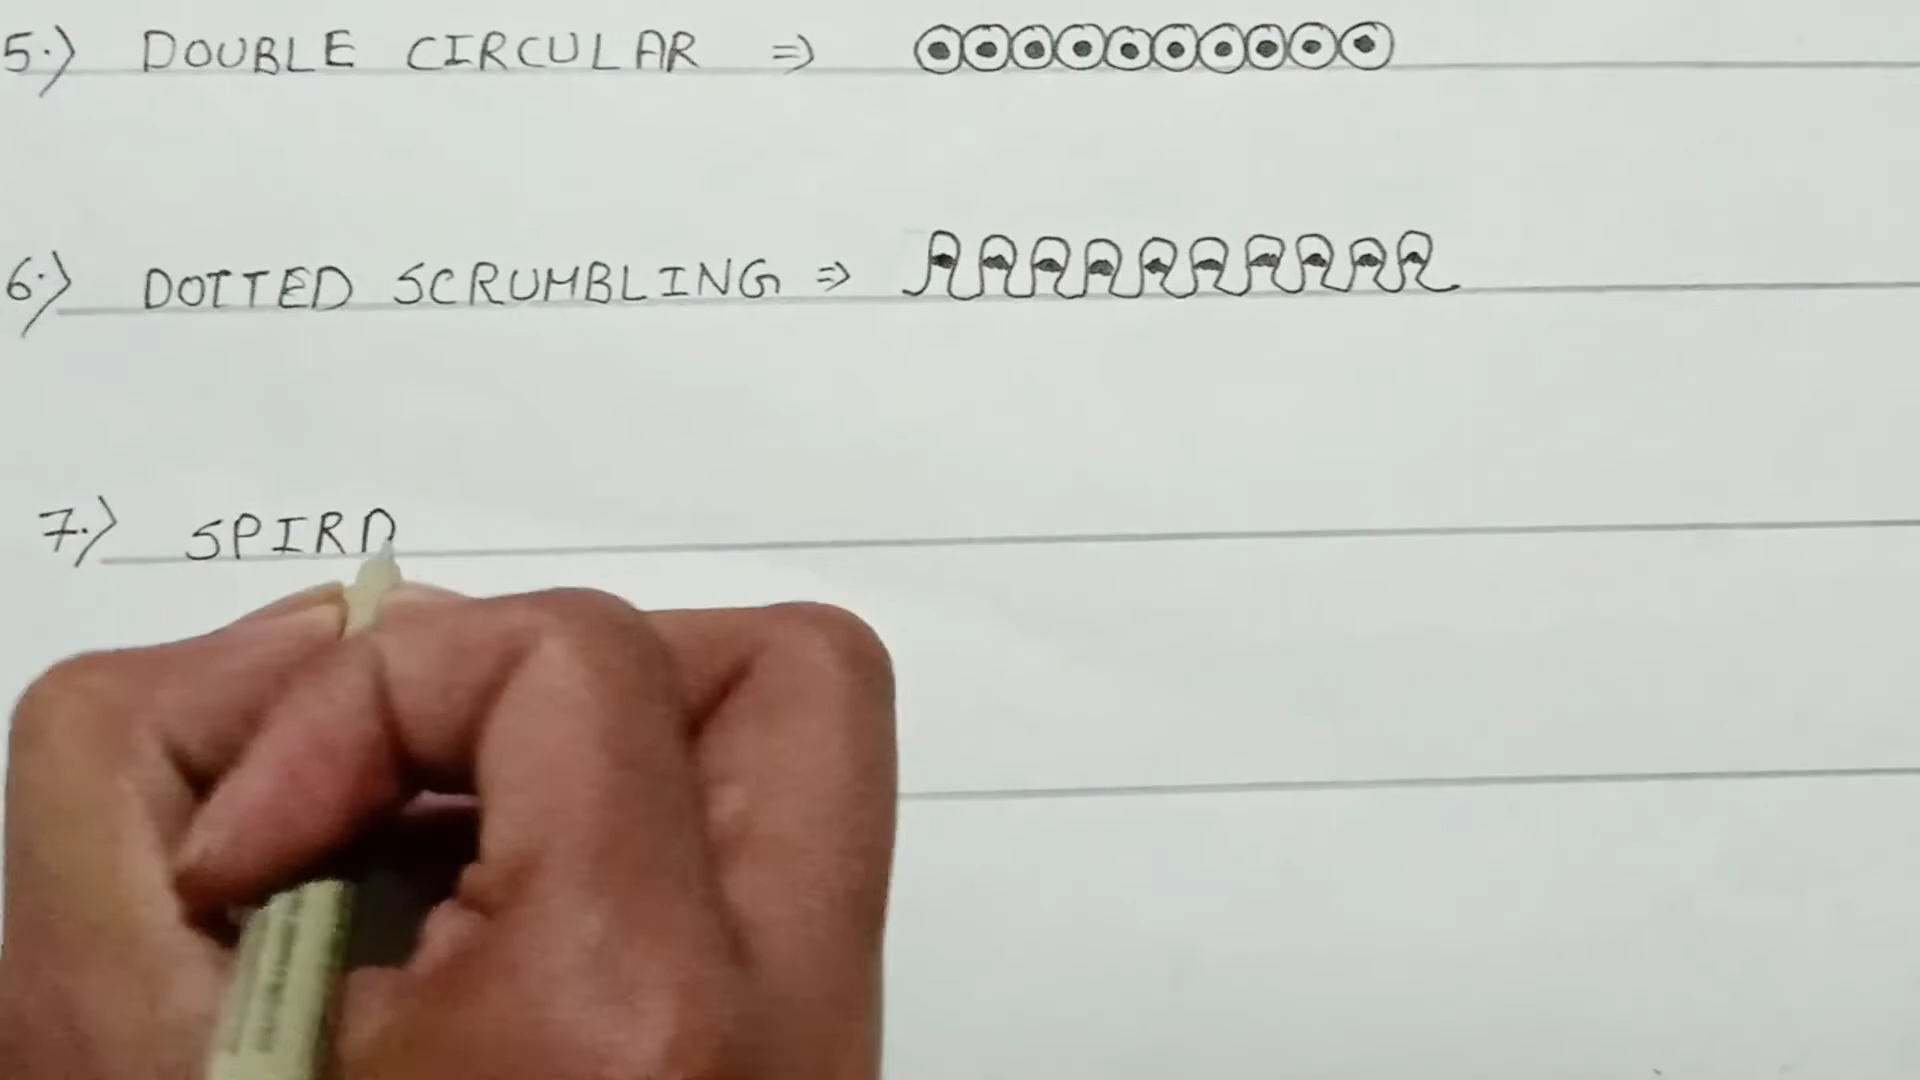 5.) DOUBLE CIRCULAR ⇒
6.) DOTTED SCRUMBLING ⇒
7.) SPIRA